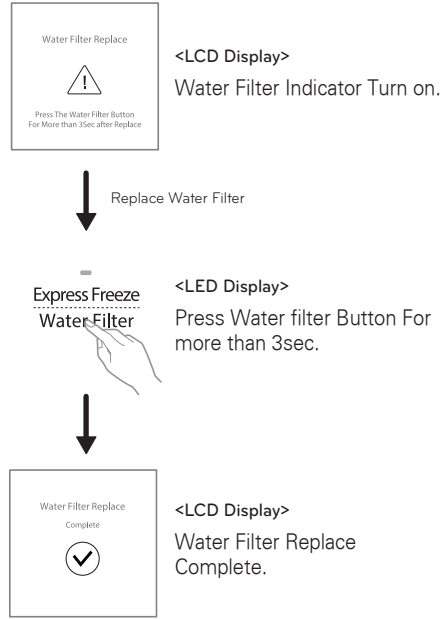 Water Filter Replace
!
Press The Water Filter Button
For More than 3Sec after Replace
<LCD Display>
Water Filter Indicator Turn on.
Replace Water Filter
Express Freeze
Water Filter
<LED Display>
Press Water filter Button For
more than 3sec.
Water Filter Replace
Complete
<LCD Display>
Water Filter Replace
Complete.